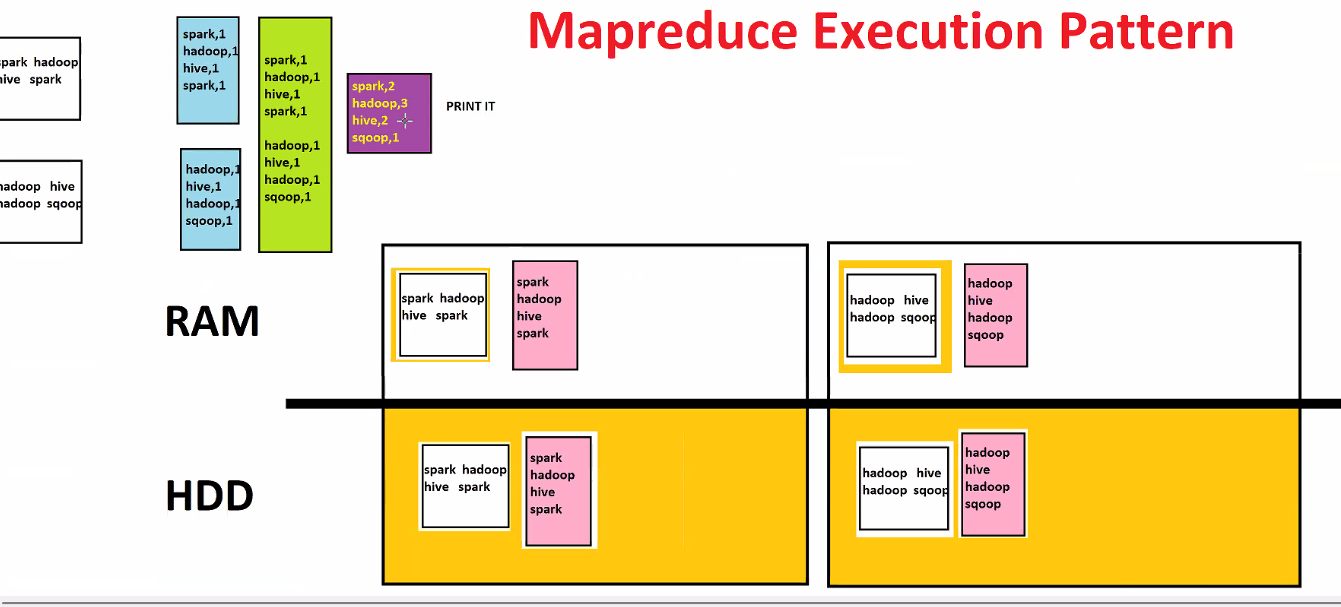 Mapreduce Execution Pattern
spark hadoop
hive spark
hadoop hive
hadoop sqoop
spark,1
hadoop,1
hive,1
spark,1
hadoop,1
hive,1
hadoop,1
sqoop,1
spark,1
hadoop,1
hive,1
spark,1
hadoop,1
hive,1
hadoop,1
sqoop,1
spark,2
hadoop,3
hive,2
sqoop,1
PRINT IT
RAM
spark hadoop
hive spark
spark
hadoop
hive
spark
hadoop hive
hadoop sqoop
hadoop
hive
hadoop
sqoop
HDD
spark hadoop
hive spark
spark
hadoop
hive
spark
hadoop hive
hadoop sqoop
hadoop
hive
hadoop
sqoop